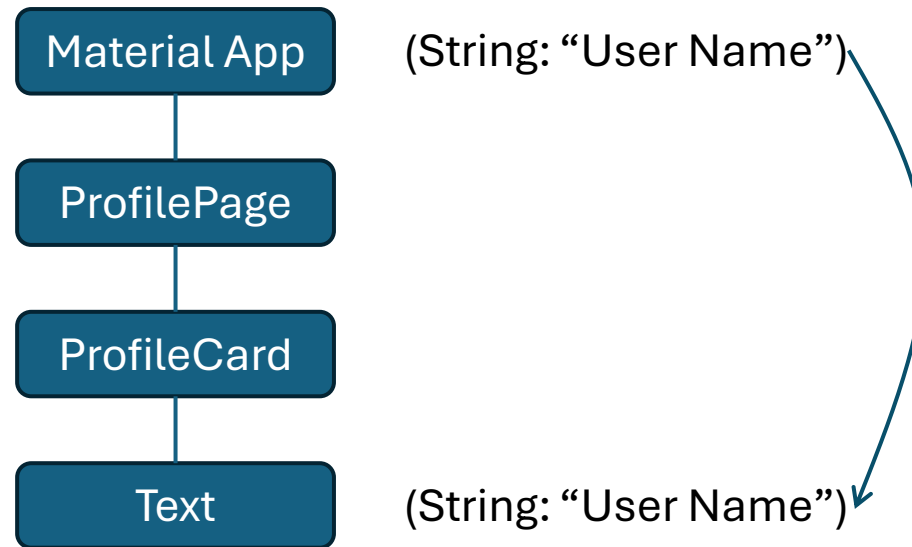 Material App
(String: “User Name”)
ProfilePage
ProfileCard
Text
(String: “User Name”)